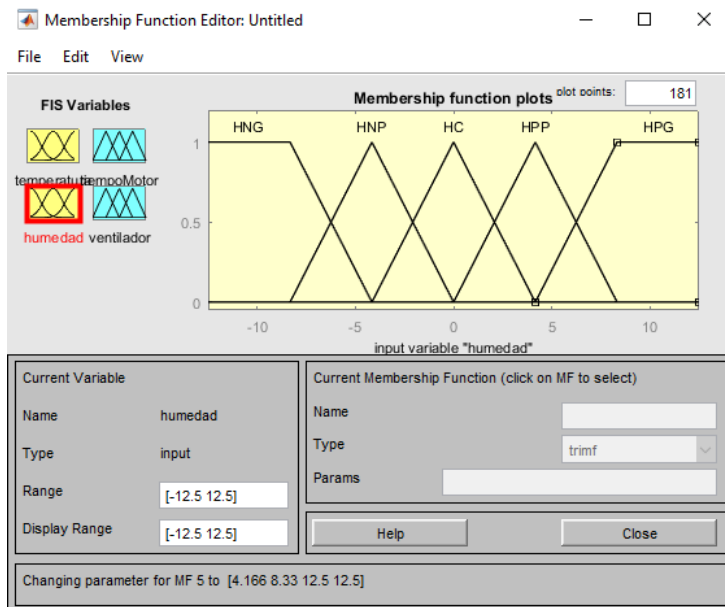 Membership Function Editor: Untitled
File Edit View
FIS Variables
Membership function plots
plot points:
181
HNG HNP HC HPP HPG
1
0.5
0
-10 -5 0 5 10
input variable "humedad"
temperatura
tiempoMotor
humedad
ventilador
Current Variable
Name humedad
Type input
Range [-12.5 12.5]
Display Range [-12.5 12.5]
Current Membership Function (click on MF to select)
Name
Type trimf
Params
Help Close
Changing parameter for MF 5 to [4.166 8.33 12.5 12.5]